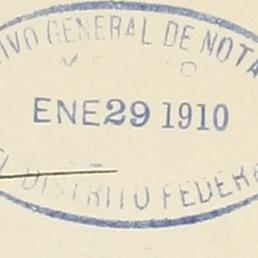 IVO GENERAL DE NOTA
ENE 29 1910
DISTRITO FEDERA